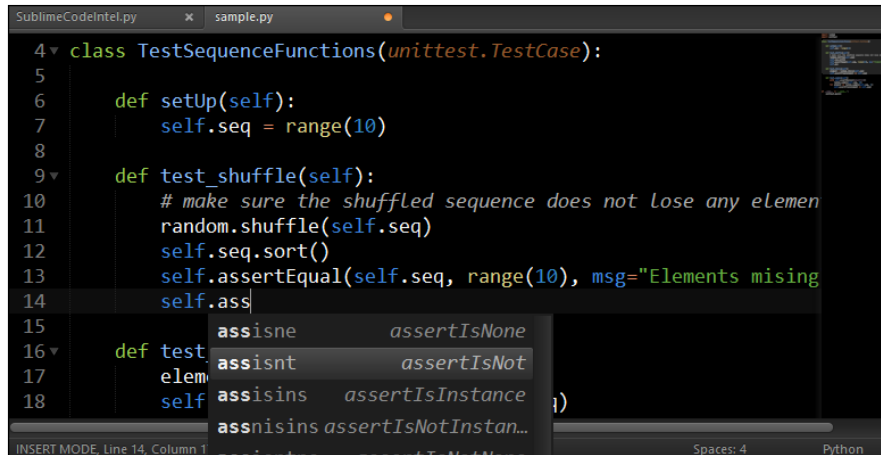 SublimeCodeIntel.py × sample.py
4 class TestSequenceFunctions(unittest.TestCase):
5
6 def setUp(self):
7 self.seq = range(10)
8
9 def test_shuffle(self):
10 # make sure the shuffled sequence does not lose any elemen
11 random.shuffle(self.seq)
12 self.seq.sort()
13 self.assertEqual(self.seq, range(10), msg="Elements mising
14 self.ass
15
assisne assertIsNone
16 def test_
assisnt assertIsNot
17 eleme
assisins assertIsInstance
18 self q)
assnisins assertIsNotInstan…
INSERT MODE, Line 14, Column 1 Spaces: 4 Python